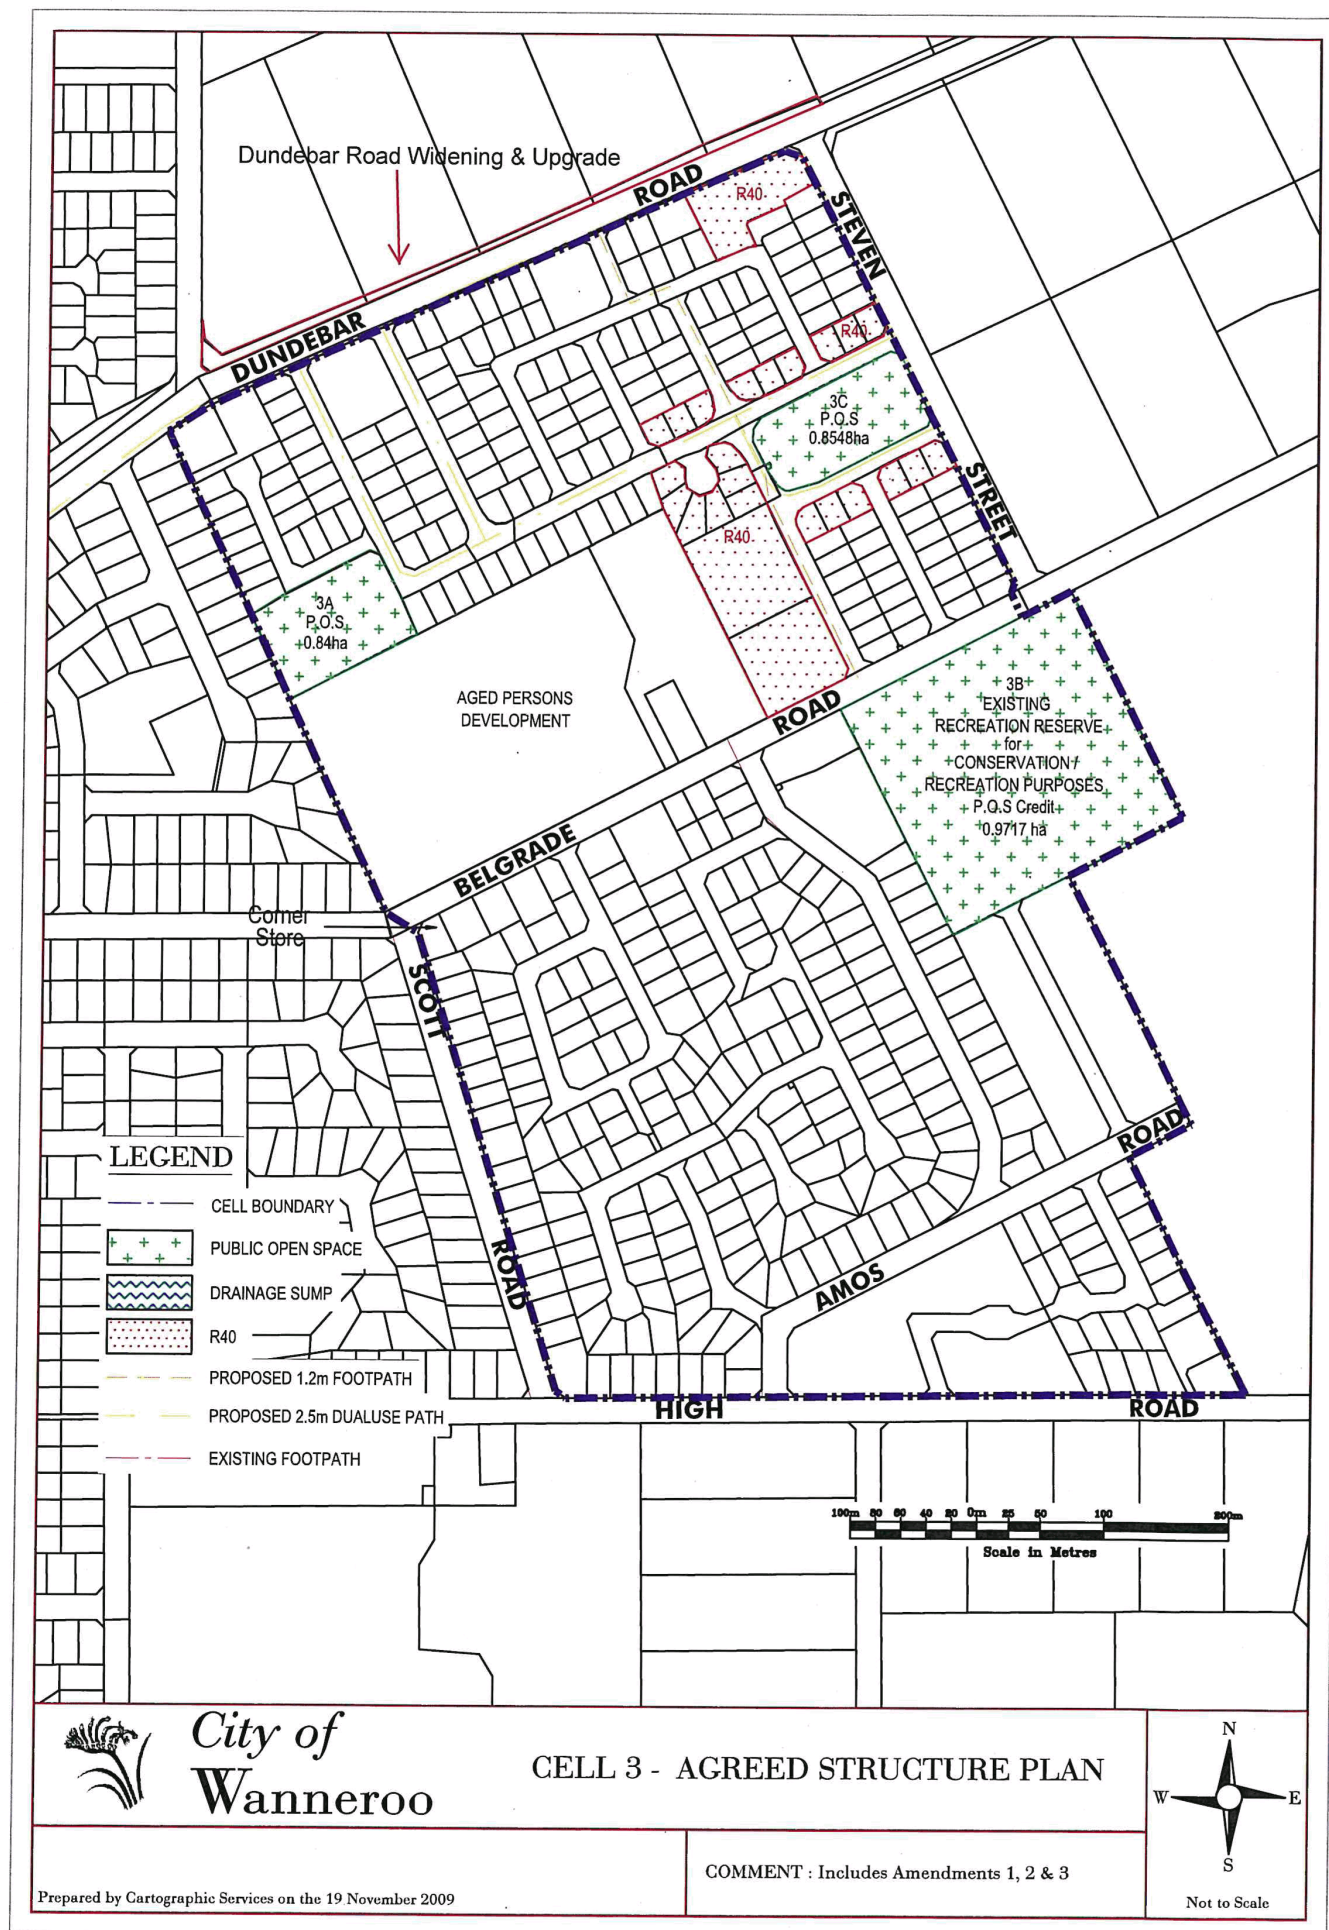 Dundebar Road Widening & Upgrade
ROAD
R40
STEVEN
DUNDEBAR
R40
3C
P.O.S
0.8548ha
STREET
R40
3A
P.O.S
0.84ha
AGED PERSONS
DEVELOPMENT
ROAD
3B
EXISTING
RECREATION RESERVE
for
CONSERVATION /
RECREATION PURPOSES
P.O.S Credit
0.9717 ha
BELGRADE
Corner
Store
SCOTT
ROAD
ROAD
AMOS
HIGH
ROAD
LEGEND
CELL BOUNDARY
PUBLIC OPEN SPACE
DRAINAGE SUMP
R40
PROPOSED 1.2m FOOTPATH
PROPOSED 2.5m DUALUSE PATH
EXISTING FOOTPATH
100m 80 60 40 20 0m 25 50 100 200m
Scale in Metres
City of
Wanneroo
CELL 3 - AGREED STRUCTURE PLAN
N
W
E
S
Not to Scale
COMMENT : Includes Amendments 1, 2 & 3
Prepared by Cartographic Services on the 19 November 2009